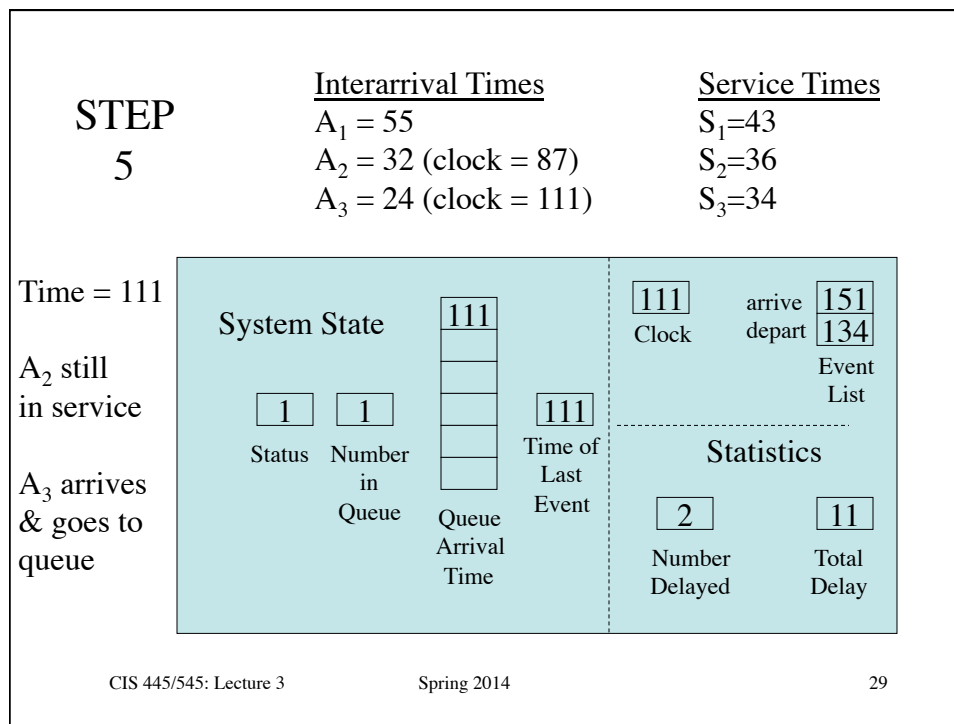 STEP
5
Interarrival Times
A₁ = 55
A₂ = 32 (clock = 87)
A₃ = 24 (clock = 111)
Service Times
S₁=43
S₂=36
S₃=34
Time = 111
A₂ still
in service
A₃ arrives
& goes to
queue
System State
1
Status
1
Number
in
Queue
111
Queue
Arrival
Time
111
Time of
Last
Event
111
Clock
arrive 151
depart 134
Event
List
Statistics
2
Number
Delayed
11
Total
Delay
CIS 445/545: Lecture 3
Spring 2014
29